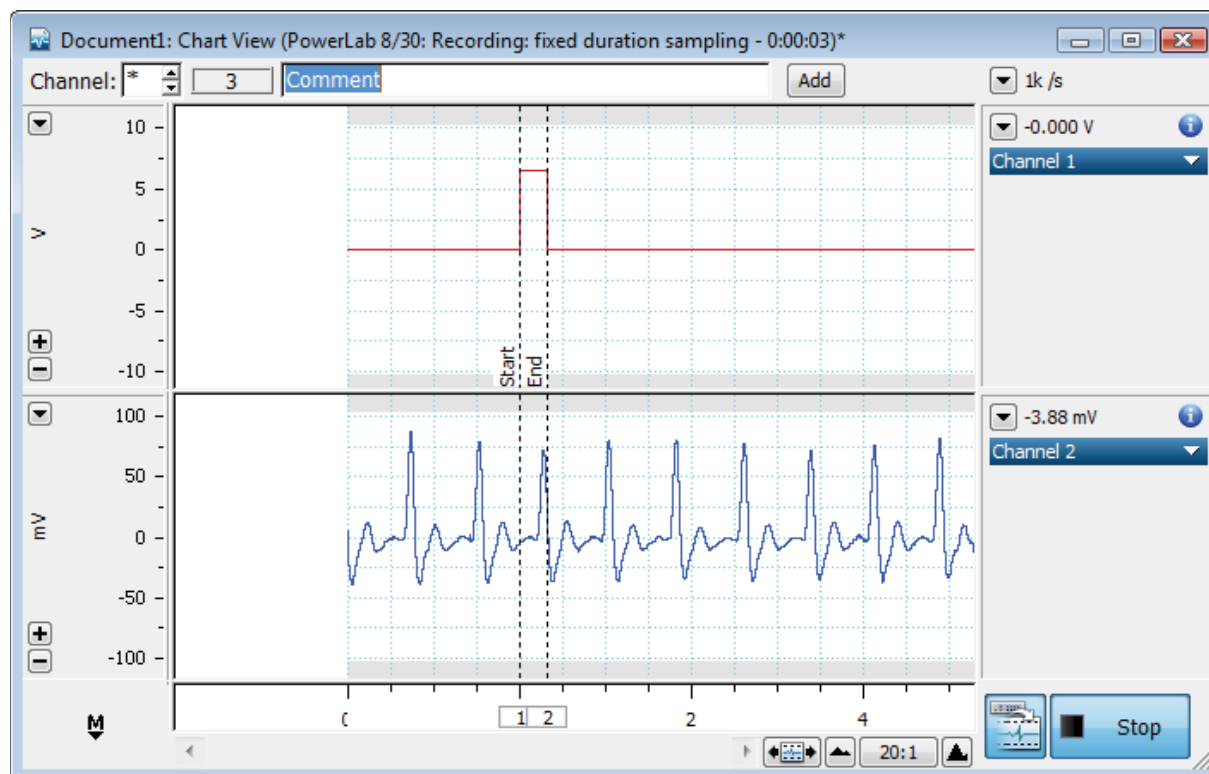 Document1: Chart View (PowerLab 8/30: Recording: fixed duration sampling - 0:00:03)*
Channel: * 3 Comment Add 1k /s
10
5
0
-5
-10
V
Start
End
-0.000 V
Channel 1
100
50
0
-50
-100
mV
-3.88 mV
Channel 2
M
0 1 2 2 4
20:1
Stop